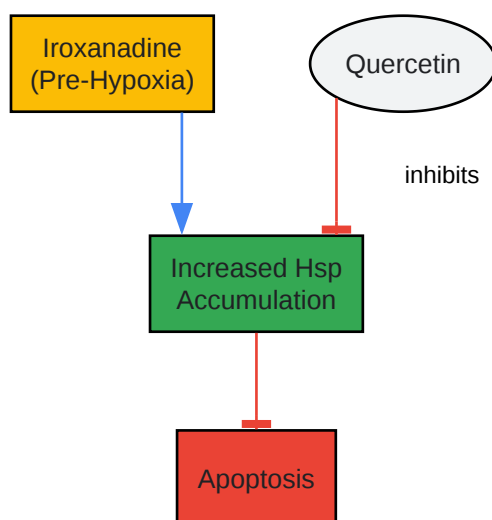 Iroxanadine
(Pre-Hypoxia)
Quercetin
inhibits
Increased Hsp
Accumulation
Apoptosis